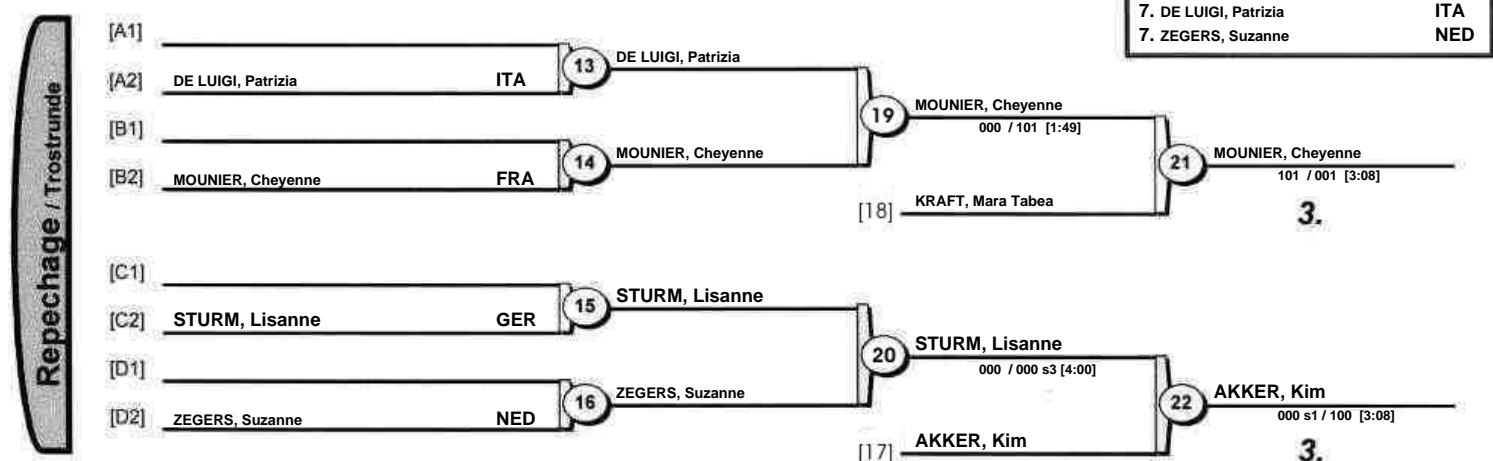 7. DE LUIGI, Patrizia ITA
7. ZEGERS, Suzanne NED
Repechage / Trostrunde
[A1]
[A2] DE LUIGI, Patrizia ITA
13 DE LUIGI, Patrizia
[B1]
[B2] MOUNIER, Cheyenne FRA
14 MOUNIER, Cheyenne
19 MOUNIER, Cheyenne
000 / 101 [1:49]
[18] KRAFT, Mara Tabea
21 MOUNIER, Cheyenne
101 / 001 [3:08]
3.
[C1]
[C2] STURM, Lisanne GER
15 STURM, Lisanne
[D1]
[D2] ZEGERS, Suzanne NED
16 ZEGERS, Suzanne
20 STURM, Lisanne
000 / 000 s3 [4:00]
[17] AKKER, Kim
22 AKKER, Kim
000 s1 / 100 [3:08]
3.